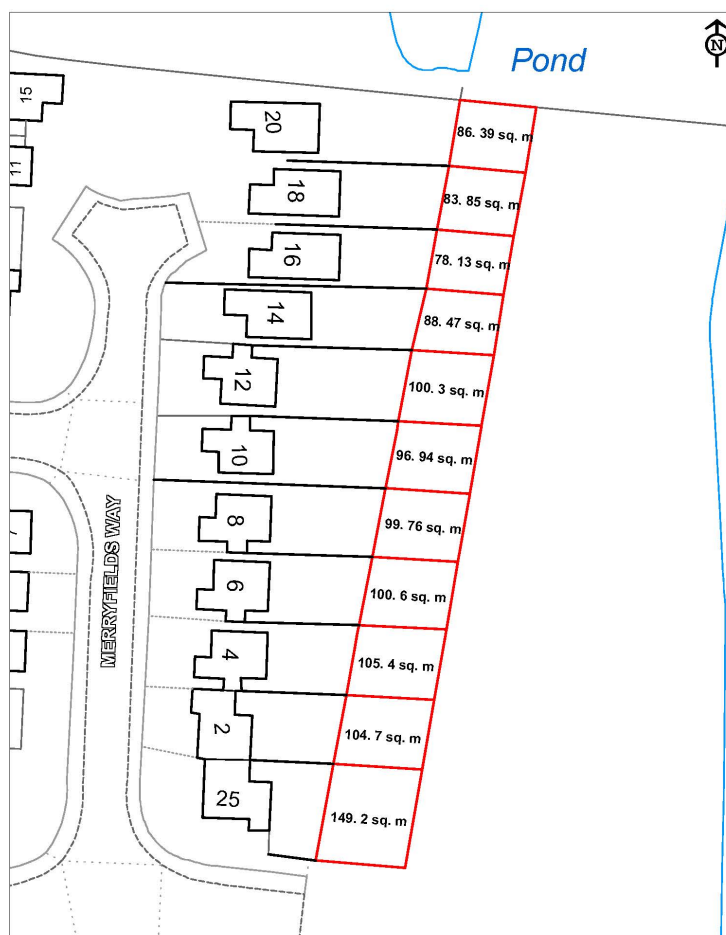 N
Pond
15
20
86. 39 sq. m
11
18
83. 85 sq. m
16
78. 13 sq. m
14
88. 47 sq. m
12
100. 3 sq. m
10
96. 94 sq. m
8
99. 76 sq. m
MERRYFIELDS WAY
6
100. 6 sq. m
4
105. 4 sq. m
2
104. 7 sq. m
25
149. 2 sq. m